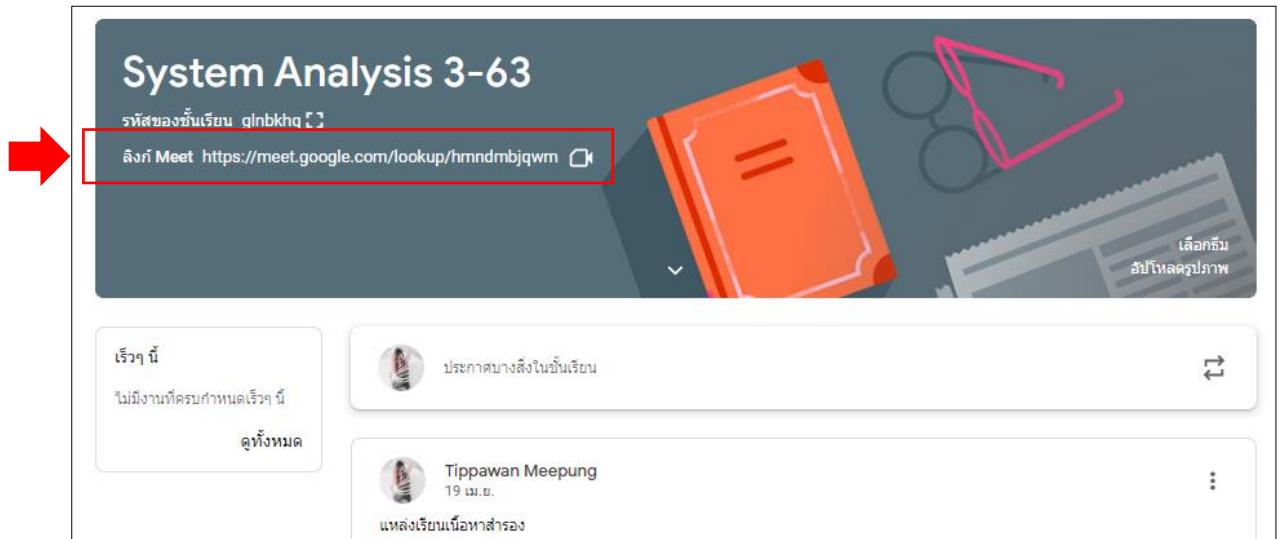 System Analysis 3-63
รหัสของชั้นเรียน glnbkhq
ลิงก์ Meet https://meet.google.com/lookup/hmndmbjqwm
เลือกธีม
อัปโหลดรูปภาพ
เร็วๆ นี้
ไม่มีงานที่ครบกำหนดเร็วๆ นี้
ดูทั้งหมด
ประกาศบางสิ่งในชั้นเรียน
Tippawan Meepung
19 เม.ย.
แหล่งเรียนเนื้อหาสำรอง